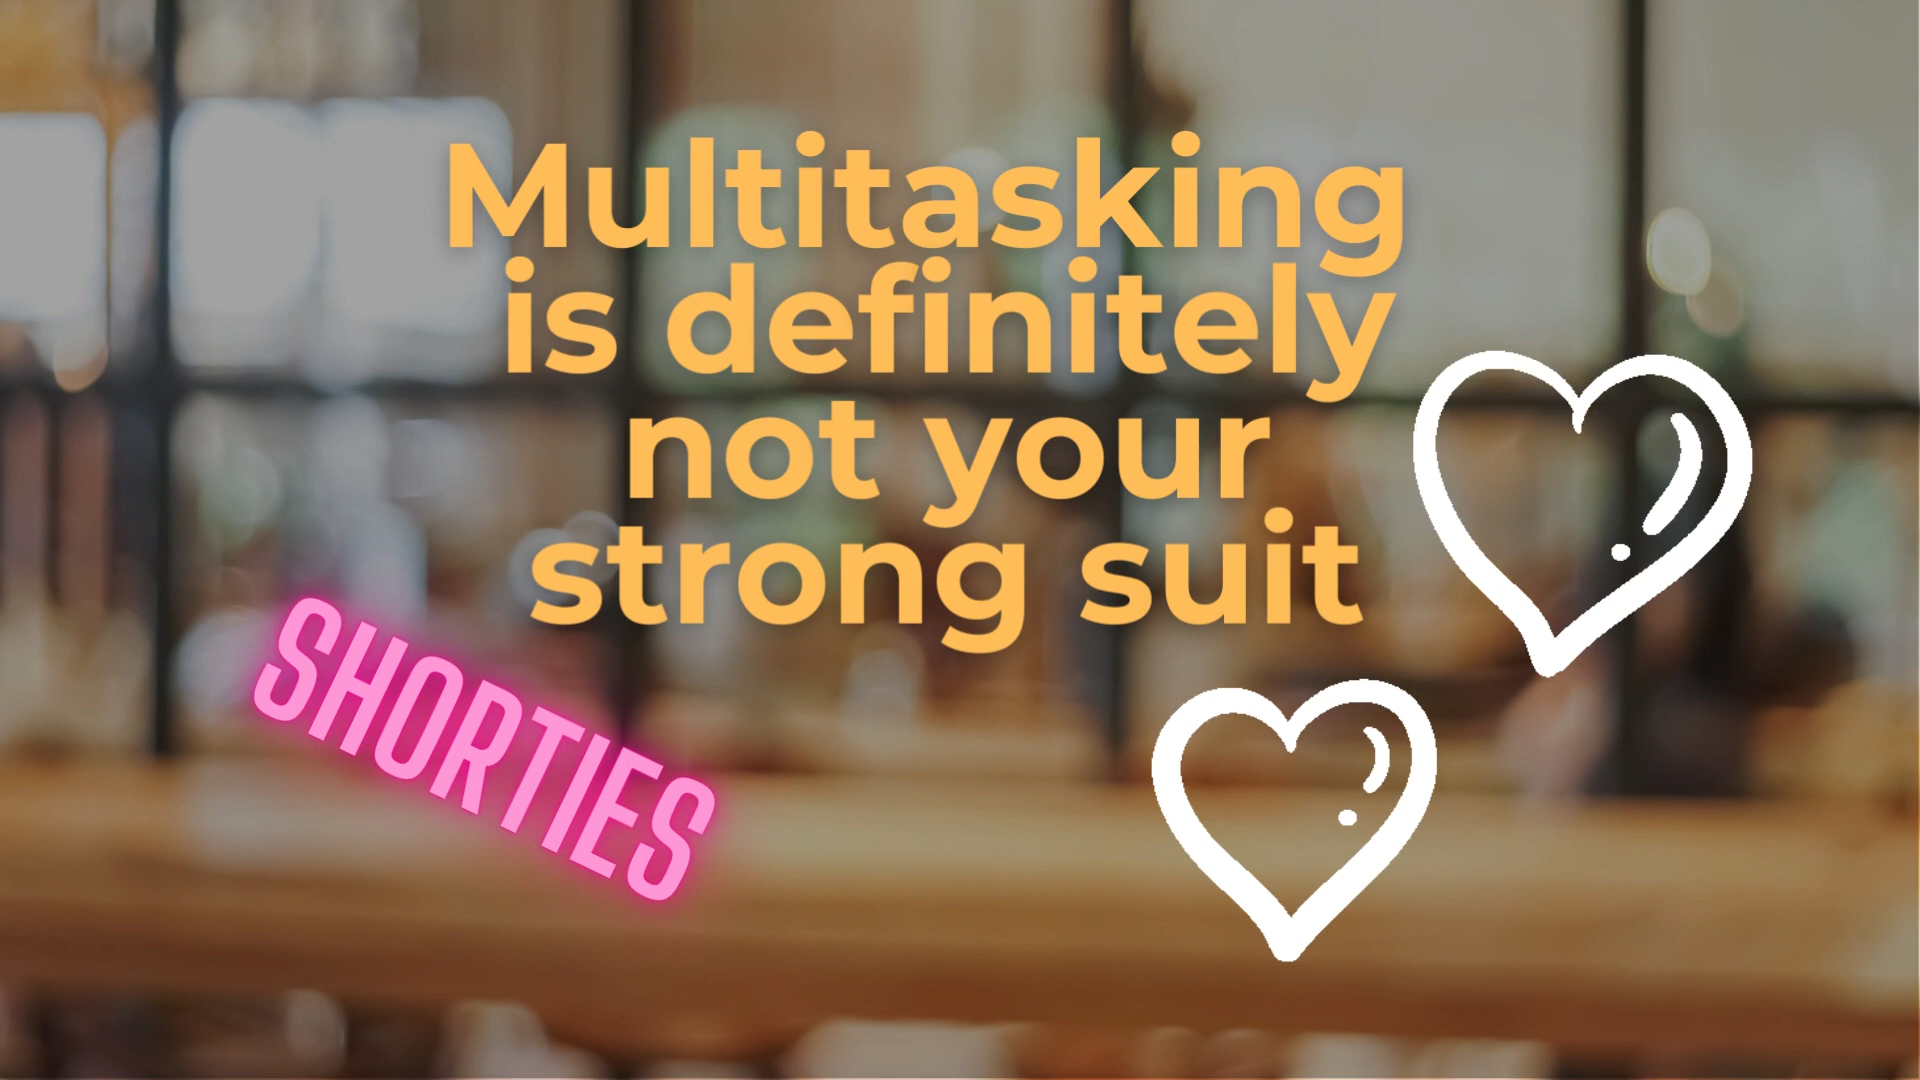 Multitasking
is definitely
not your
strong suit
SHORTIES